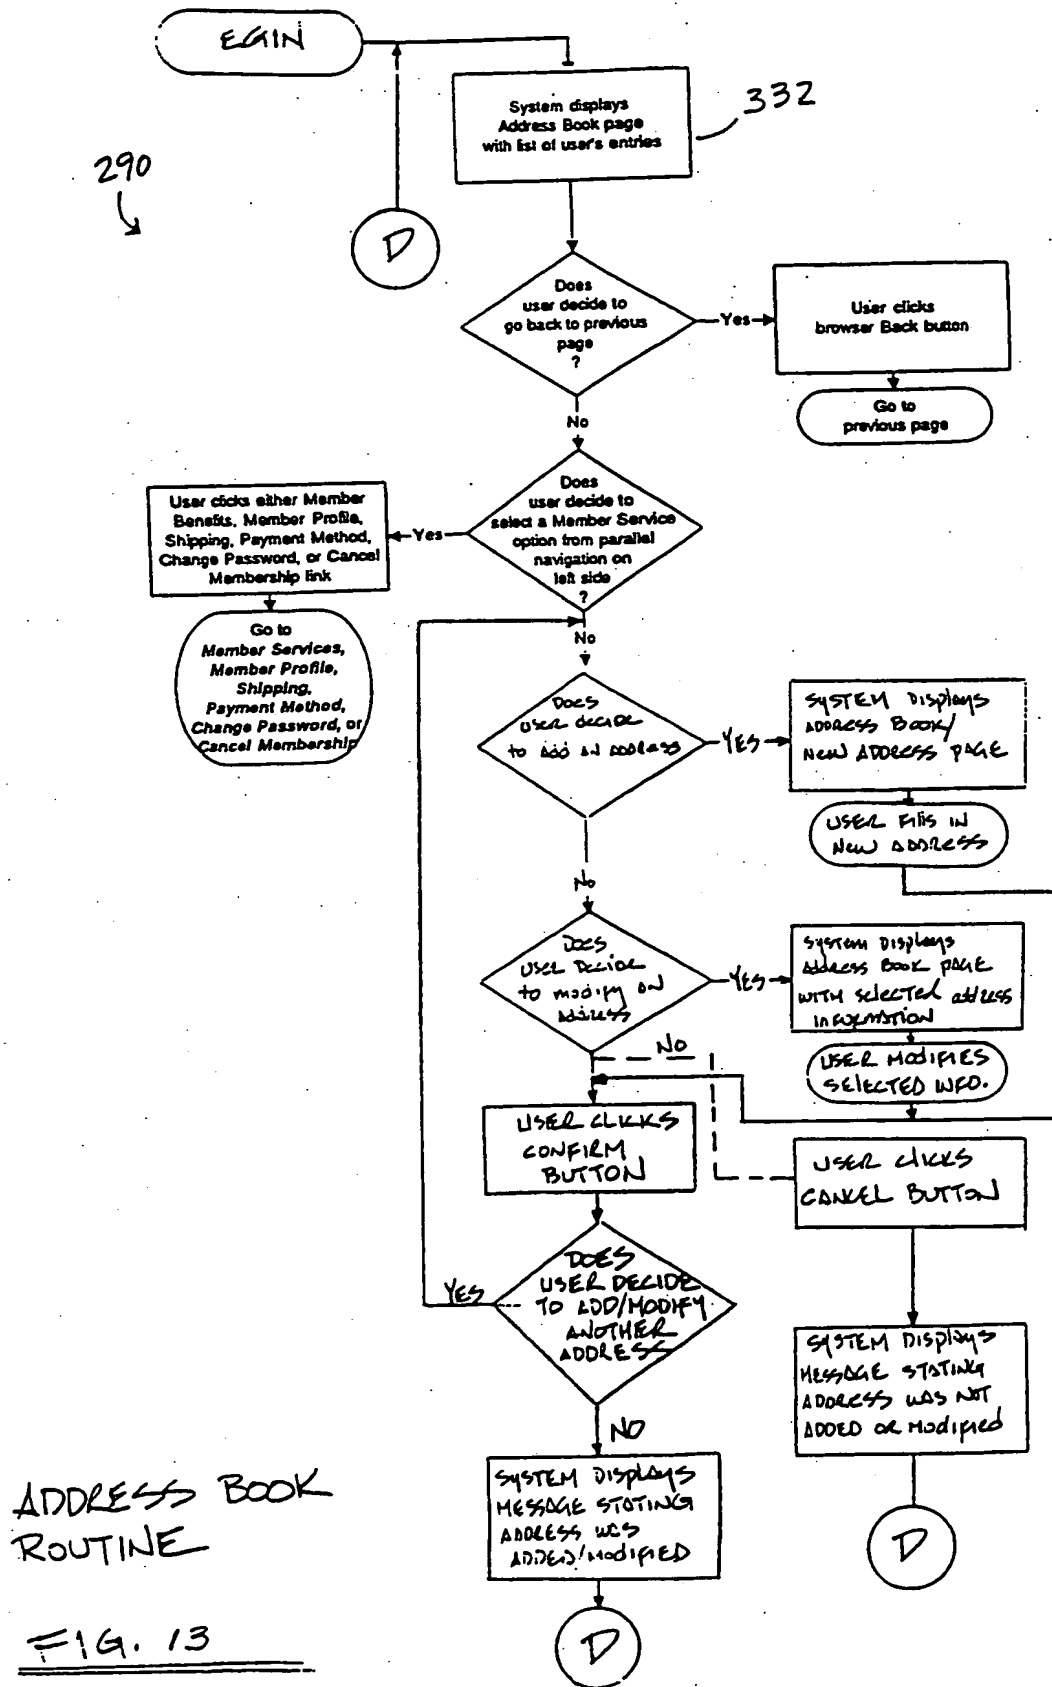 EGIN
System displays
Address Book page
with list of user's entries
332
290
D
Does
user decide to
go back to previous
page
?
Yes
User clicks
browser Back button
Go to
previous page
No
Does
user decide to
select a Member Service
option from parallel
navigation on
left side
?
Yes
User clicks either Member
Benefits, Member Profile,
Shipping, Payment Method,
Change Password, or Cancel
Membership link
Go to
Member Services,
Member Profile,
Shipping,
Payment Method,
Change Password, or
Cancel Membership
No
DOES
USER DECIDE
TO ADD AN ADDRESS
YES
SYSTEM Displays
ADDRESS BOOK/
NEW ADDRESS PAGE
USER FIlls IN
NEW ADDRESS
No
DOES
USER DECIDE
to modify an
address
YES
System Displays
Address Book page
WITH selected address
INFORMATION
USER MODIFIES
SELECTED INFO.
NO
USER CLICKS
CONFIRM
BUTTON
USER clicks
CANCEL BUTTON
DOES
USER DECIDE
TO ADD/MODIFY
ANOTHER
ADDRESS
YES
NO
SYSTEM Displays
MESSAGE STATING
ADDRESS WAS NOT
ADDED OR Modified
SYSTEM Displays
MESSAGE STATING
ADDRESS WAS
ADDED/MODIFIED
D
D
ADDRESS BOOK
ROUTINE
FIG. 13